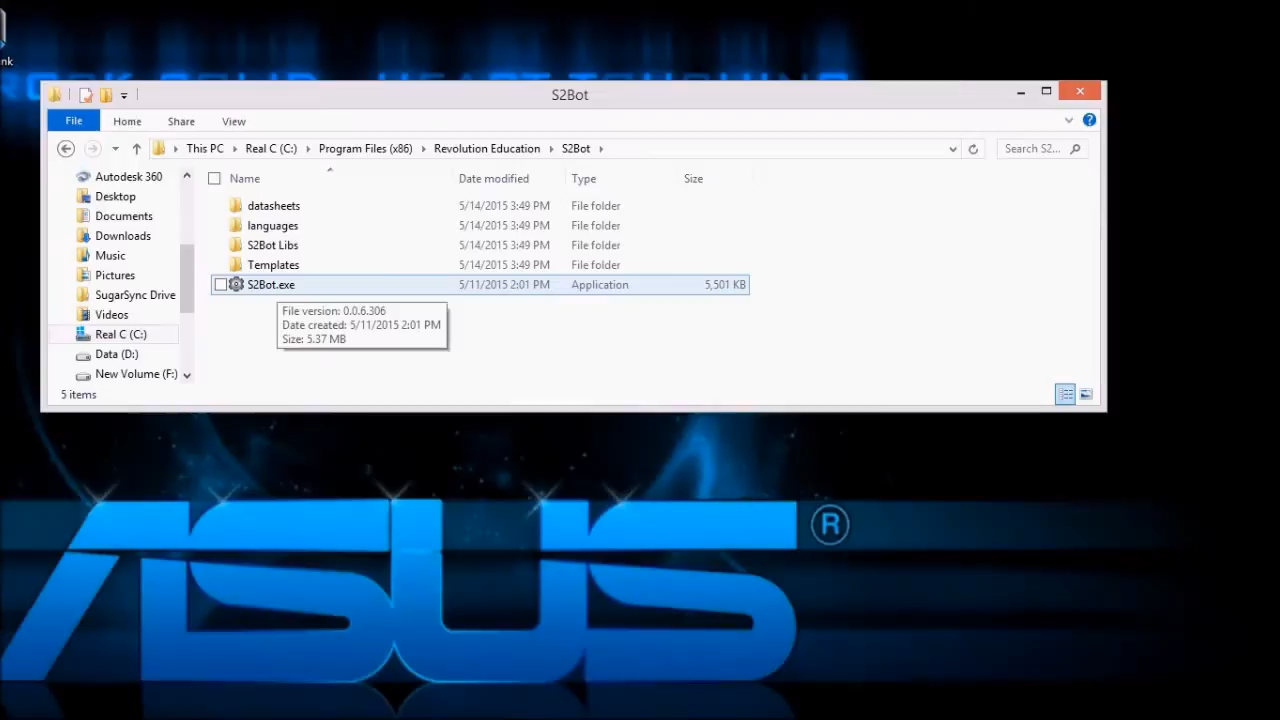 nk
S2Bot
File Home Share View
This PC Real C (C:) Program Files (x86) Revolution Education S2Bot Search S2...
Autodesk 360
Desktop
Documents
Downloads
Music
Pictures
SugarSync Drive
Videos
Real C (C:)
Data (D:)
New Volume (F:)
Name Date modified Type Size
datasheets 5/14/2015 3:49 PM File folder
languages 5/14/2015 3:49 PM File folder
S2Bot Libs 5/14/2015 3:49 PM File folder
Templates 5/14/2015 3:49 PM File folder
S2Bot.exe 5/11/2015 2:01 PM Application 5,501 KB
File version: 0.0.6.306
Date created: 5/11/2015 2:01 PM
Size: 5.37 MB
5 items
ASUS ®